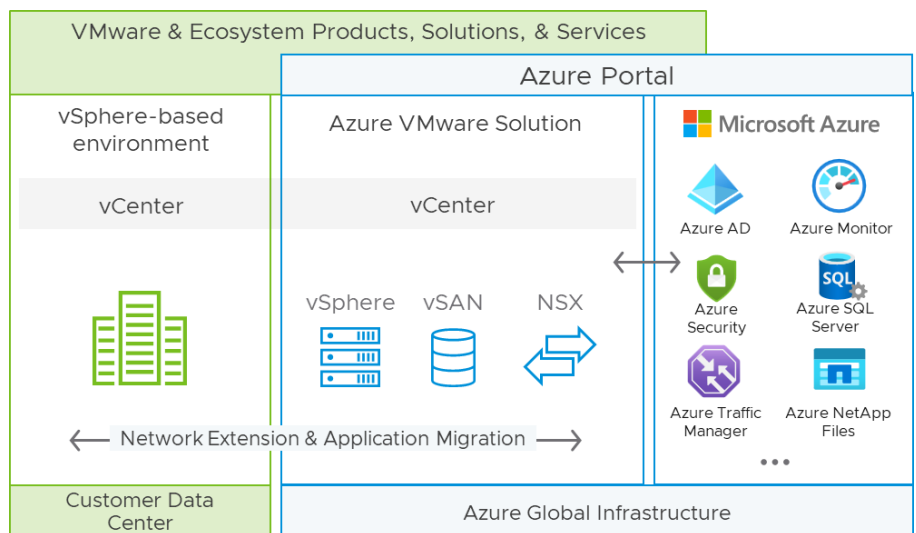 VMware & Ecosystem Products, Solutions, & Services
Azure Portal
vSphere-based
environment
Azure VMware Solution
Microsoft Azure
vCenter
vCenter
Azure AD
Azure Monitor
vSphere
vSAN
NSX
SQL
Azure
Security
Azure SQL
Server
Azure Traffic
Manager
Azure NetApp
Files
Network Extension & Application Migration
Customer Data
Center
Azure Global Infrastructure